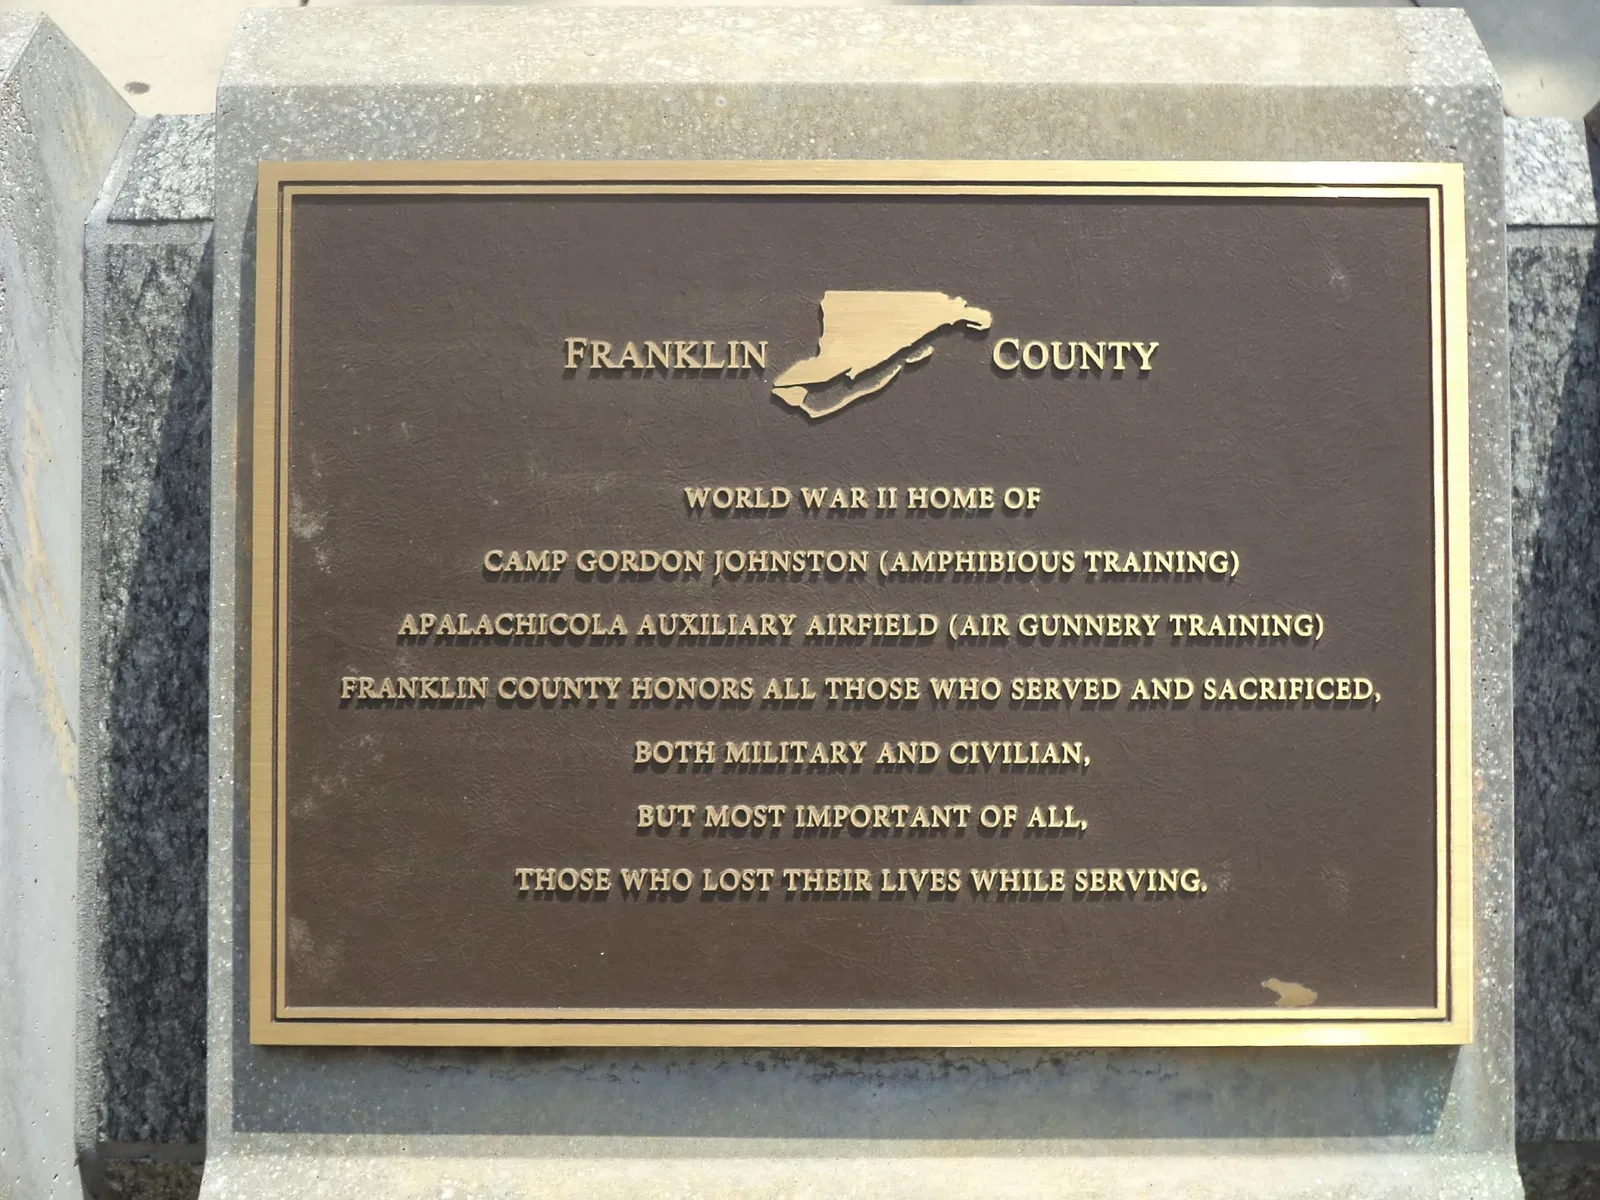 FRANKLIN COUNTY
WORLD WAR II HOME OF
CAMP GORDON JOHNSTON (AMPHIBIOUS TRAINING)
APALACHICOLA AUXILIARY AIRFIELD (AIR GUNNERY TRAINING)
FRANKLIN COUNTY HONORS ALL THOSE WHO SERVED AND SACRIFICED,
BOTH MILITARY AND CIVILIAN,
BUT MOST IMPORTANT OF ALL,
THOSE WHO LOST THEIR LIVES WHILE SERVING.